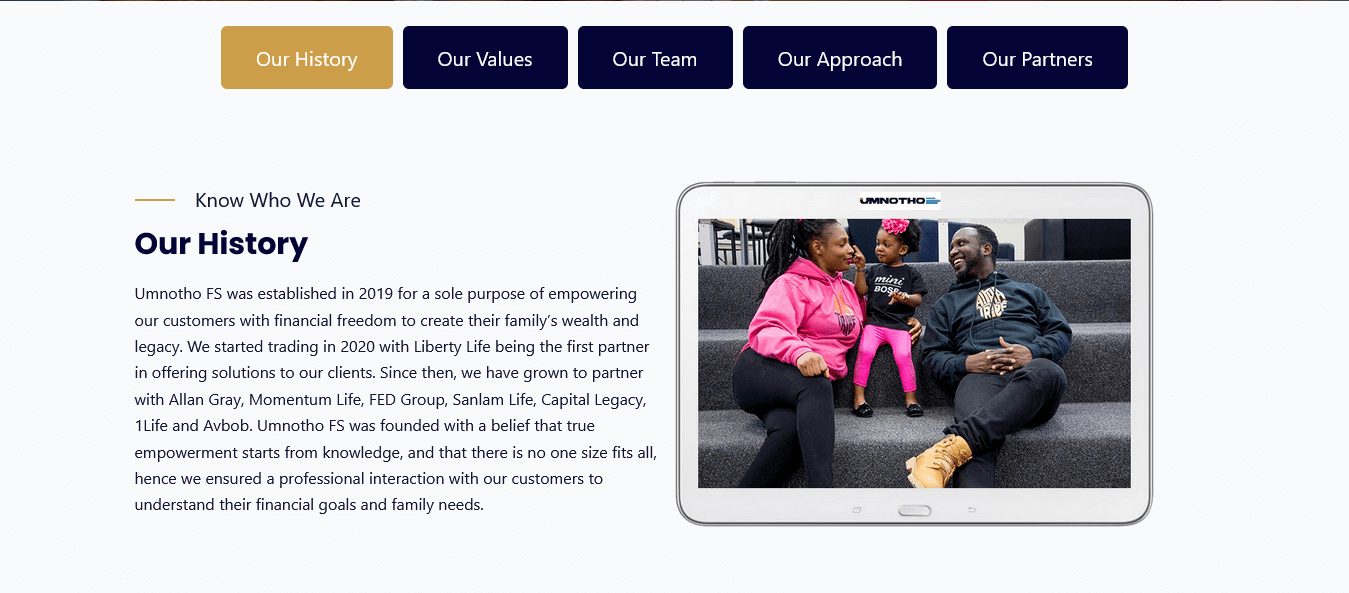 Our History
Our Values
Our Team
Our Approach
Our Partners
Know Who We Are
Our History
Umnotho FS was established in 2019 for a sole purpose of empowering
our customers with financial freedom to create their family’s wealth and
legacy. We started trading in 2020 with Liberty Life being the first partner
in offering solutions to our clients. Since then, we have grown to partner
with Allan Gray, Momentum Life, FED Group, Sanlam Life, Capital Legacy,
1Life and Avbob. Umnotho FS was founded with a belief that true
empowerment starts from knowledge, and that there is no one size fits all,
hence we ensured a professional interaction with our customers to
understand their financial goals and family needs.
UMNOTHO
mini
BOSS
TRIBE